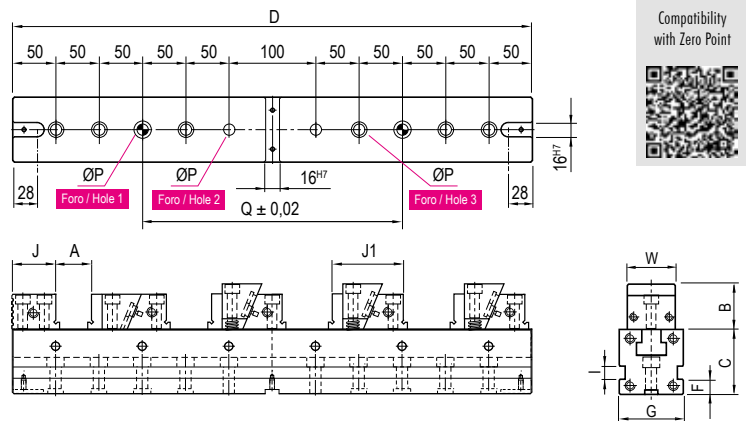 Compatibility
with Zero Point
D
50 50 50 50 50 100 50 50 50 50 50
28
ØP
Foro / Hole 1
ØP
Foro / Hole 2
16H7
ØP
Foro / Hole 3
28
16H7
Q ± 0,02
J A J1
W
B
C
I
F
G